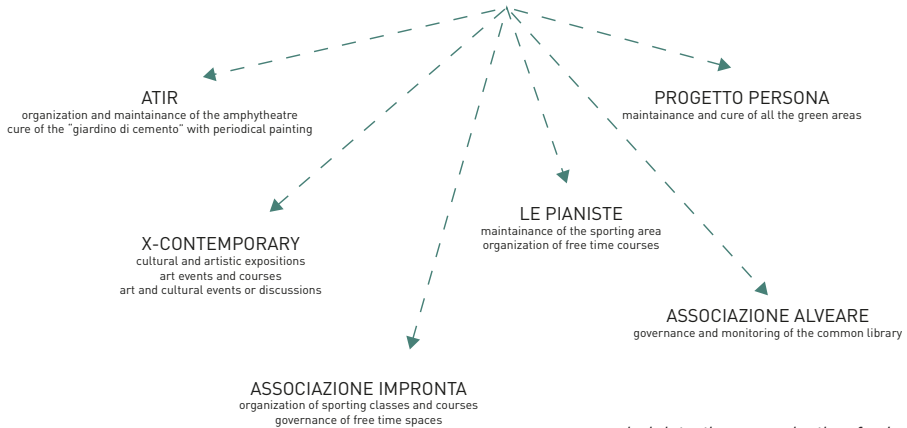 ATIR
organization and maintainance of the amphytheatre
cure of the "giardino di cemento" with periodical painting
PROGETTO PERSONA
maintainance and cure of all the green areas
LE PIANISTE
maintainance of the sporting area
organization of free time courses
X-CONTEMPORARY
cultural and artistic expositions
art events and courses
art and cultural events or discussions
ASSOCIAZIONE ALVEARE
governance and monitoring of the common library
ASSOCIAZIONE IMPRONTA
organization of sporting classes and courses
governance of free time spaces